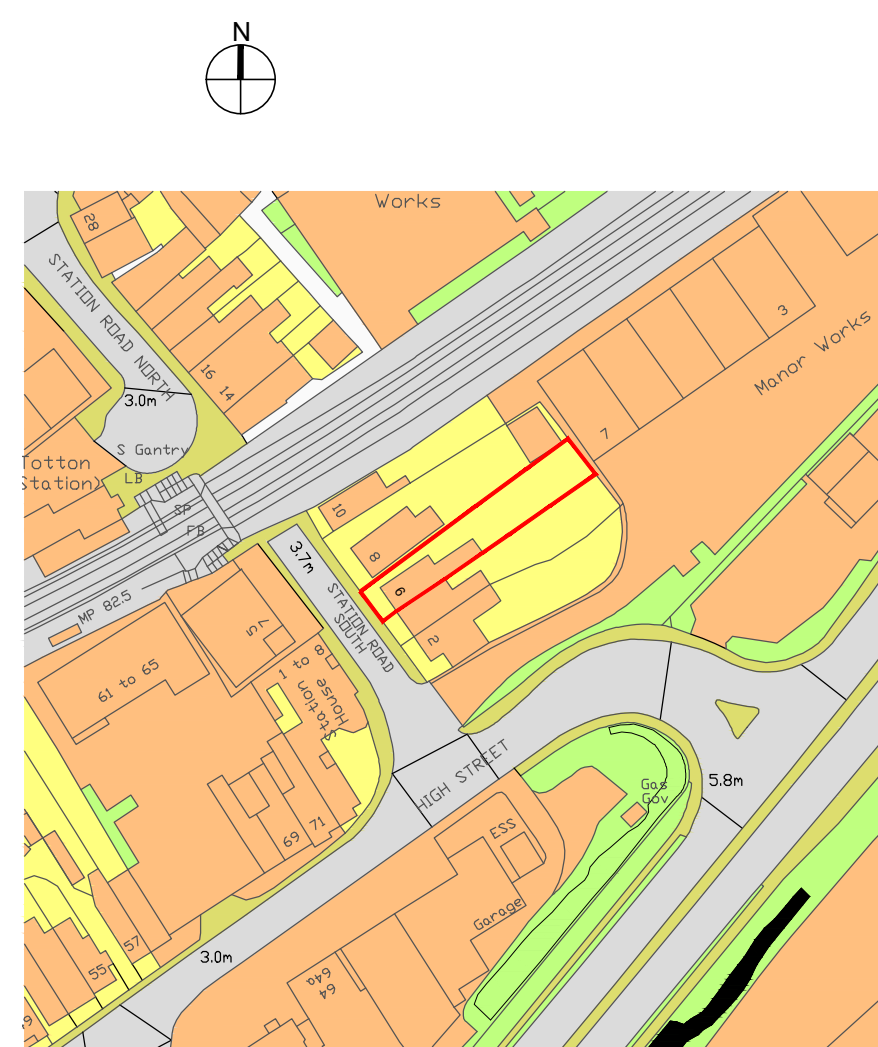 N
Works
28
STATION ROAD NORTH
3
Manor Works
16
14
3.0m
7
S Gantry
Totton
Station)
LB
SP
FB
10
3.7m
8
6
MP 82.5
STATION ROAD
SOUTH
2
1 to 8
Station
House
61 to 65
HIGH STREET
5.8m
Gas
Gov
ESS
71
69
Garage
57
55
3.0m
64a
64